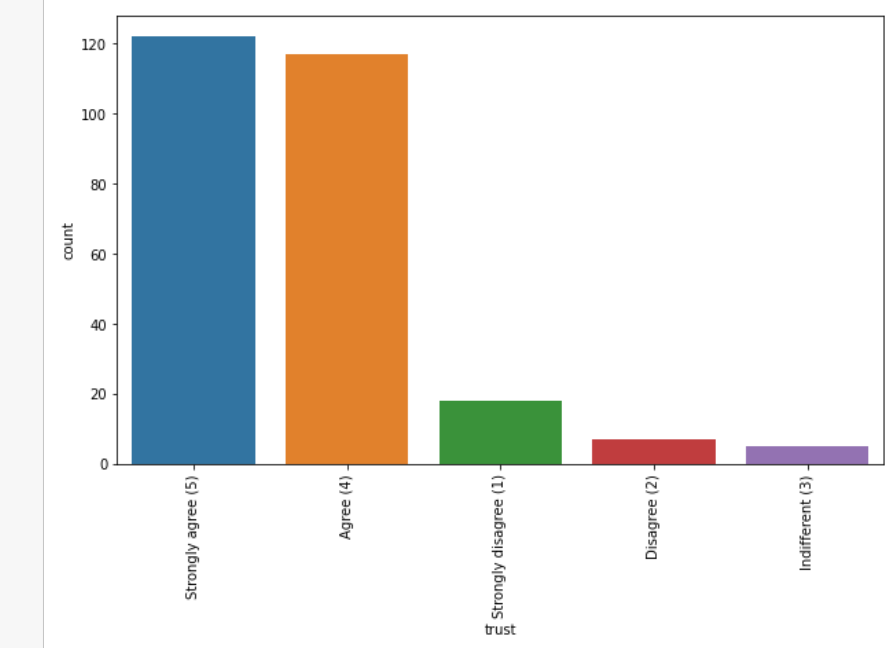 120
100
80
60
40
20
0
count
Strongly agree (5)
Agree (4)
Strongly disagree (1)
Disagree (2)
Indifferent (3)
trust